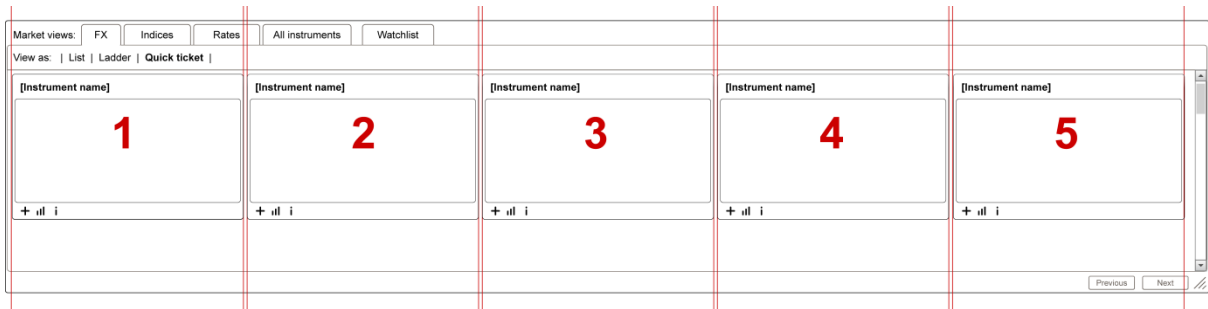 Market views: FX Indices Rates All instruments Watchlist
View as: | List | Ladder | Quick ticket |
[Instrument name] [Instrument name] [Instrument name] [Instrument name] [Instrument name]
1 2 3 4 5
i i i i i
Previous Next